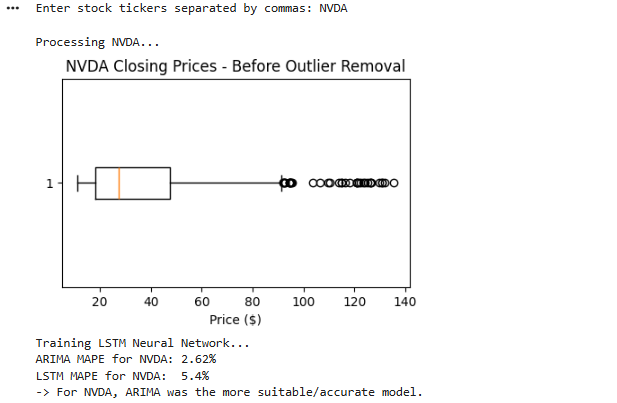 ••• Enter stock tickers separated by commas: NVDA
Processing NVDA...
NVDA Closing Prices - Before Outlier Removal
1
20 40 60 80 100 120 140
Price ($)
Training LSTM Neural Network...
ARIMA MAPE for NVDA: 2.62%
LSTM MAPE for NVDA:  5.4%
-> For NVDA, ARIMA was the more suitable/accurate model.